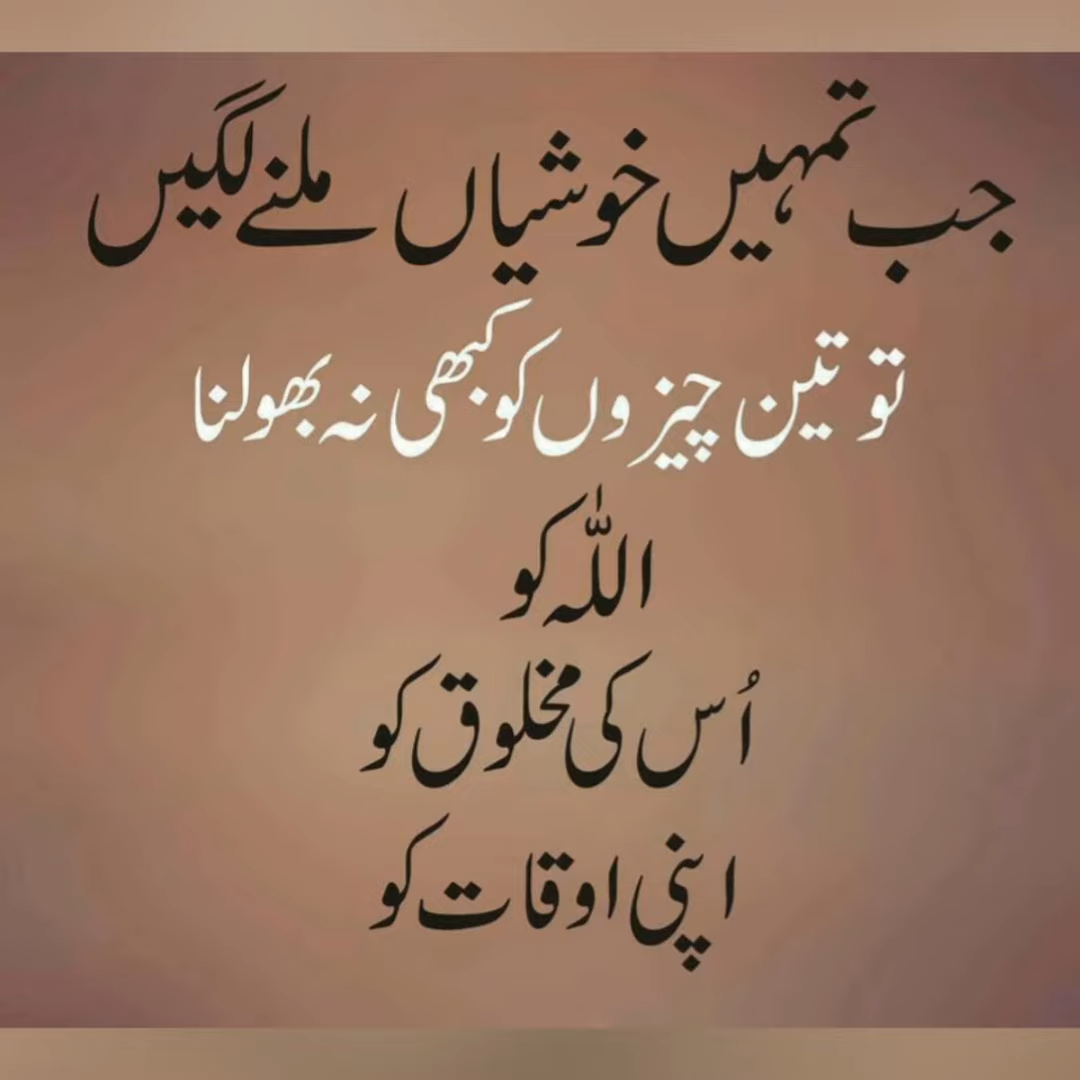 جب تمہیں خوشیاں ملنے لگیں
تو تین چیزوں کو کبھی نہ بھولنا
اللّٰہ کو
اُس کی مخلوق کو
اپنی اوقات کو